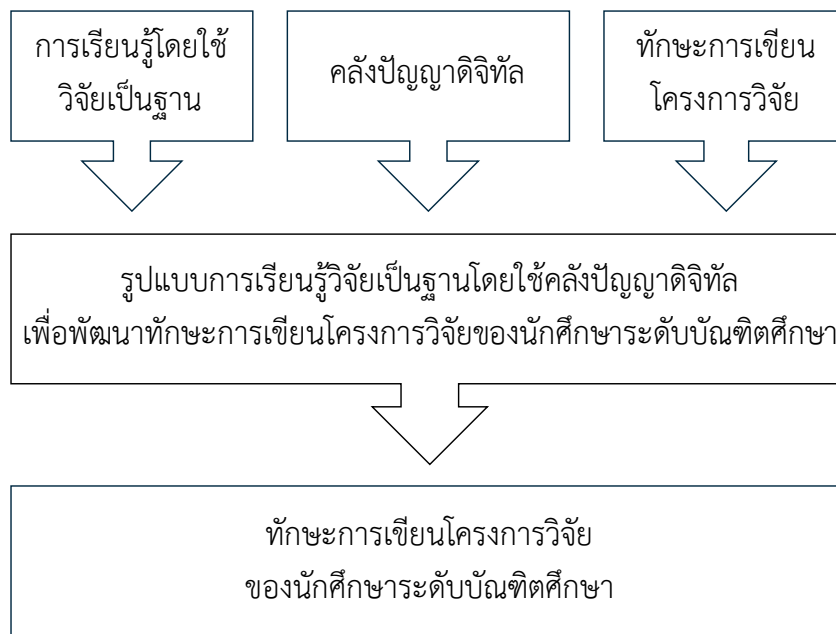 การเรียนรู้โดยใช้
วิจัยเป็นฐาน
คลังปัญญาดิจิทัล
ทักษะการเขียน
โครงการวิจัย
รูปแบบการเรียนรู้วิจัยเป็นฐานโดยใช้คลังปัญญาดิจิทัล
เพื่อพัฒนาทักษะการเขียนโครงการวิจัยของนักศึกษาระดับบัณฑิตศึกษา
ทักษะการเขียนโครงการวิจัย
ของนักศึกษาระดับบัณฑิตศึกษา